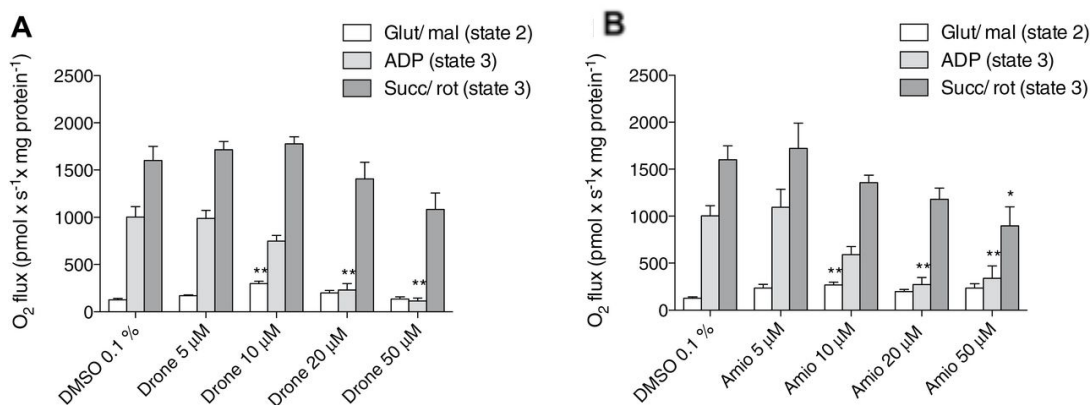 A
Glut/ mal (state 2)
ADP (state 3)
Succ/ rot (state 3)
O2 flux (pmol x s-1x mg protein-1)
2500
2000
1500
1000
500
0
**
**
**
DMSO 0.1 %
Drone 5 µM
Drone 10 µM
Drone 20 µM
Drone 50 µM
B
Glut/ mal (state 2)
ADP (state 3)
Succ/ rot (state 3)
O2 flux (pmol x s-1x mg protein-1)
2500
2000
1500
1000
500
0
**
**
**
*
DMSO 0.1 %
Amio 5 µM
Amio 10 µM
Amio 20 µM
Amio 50 µM